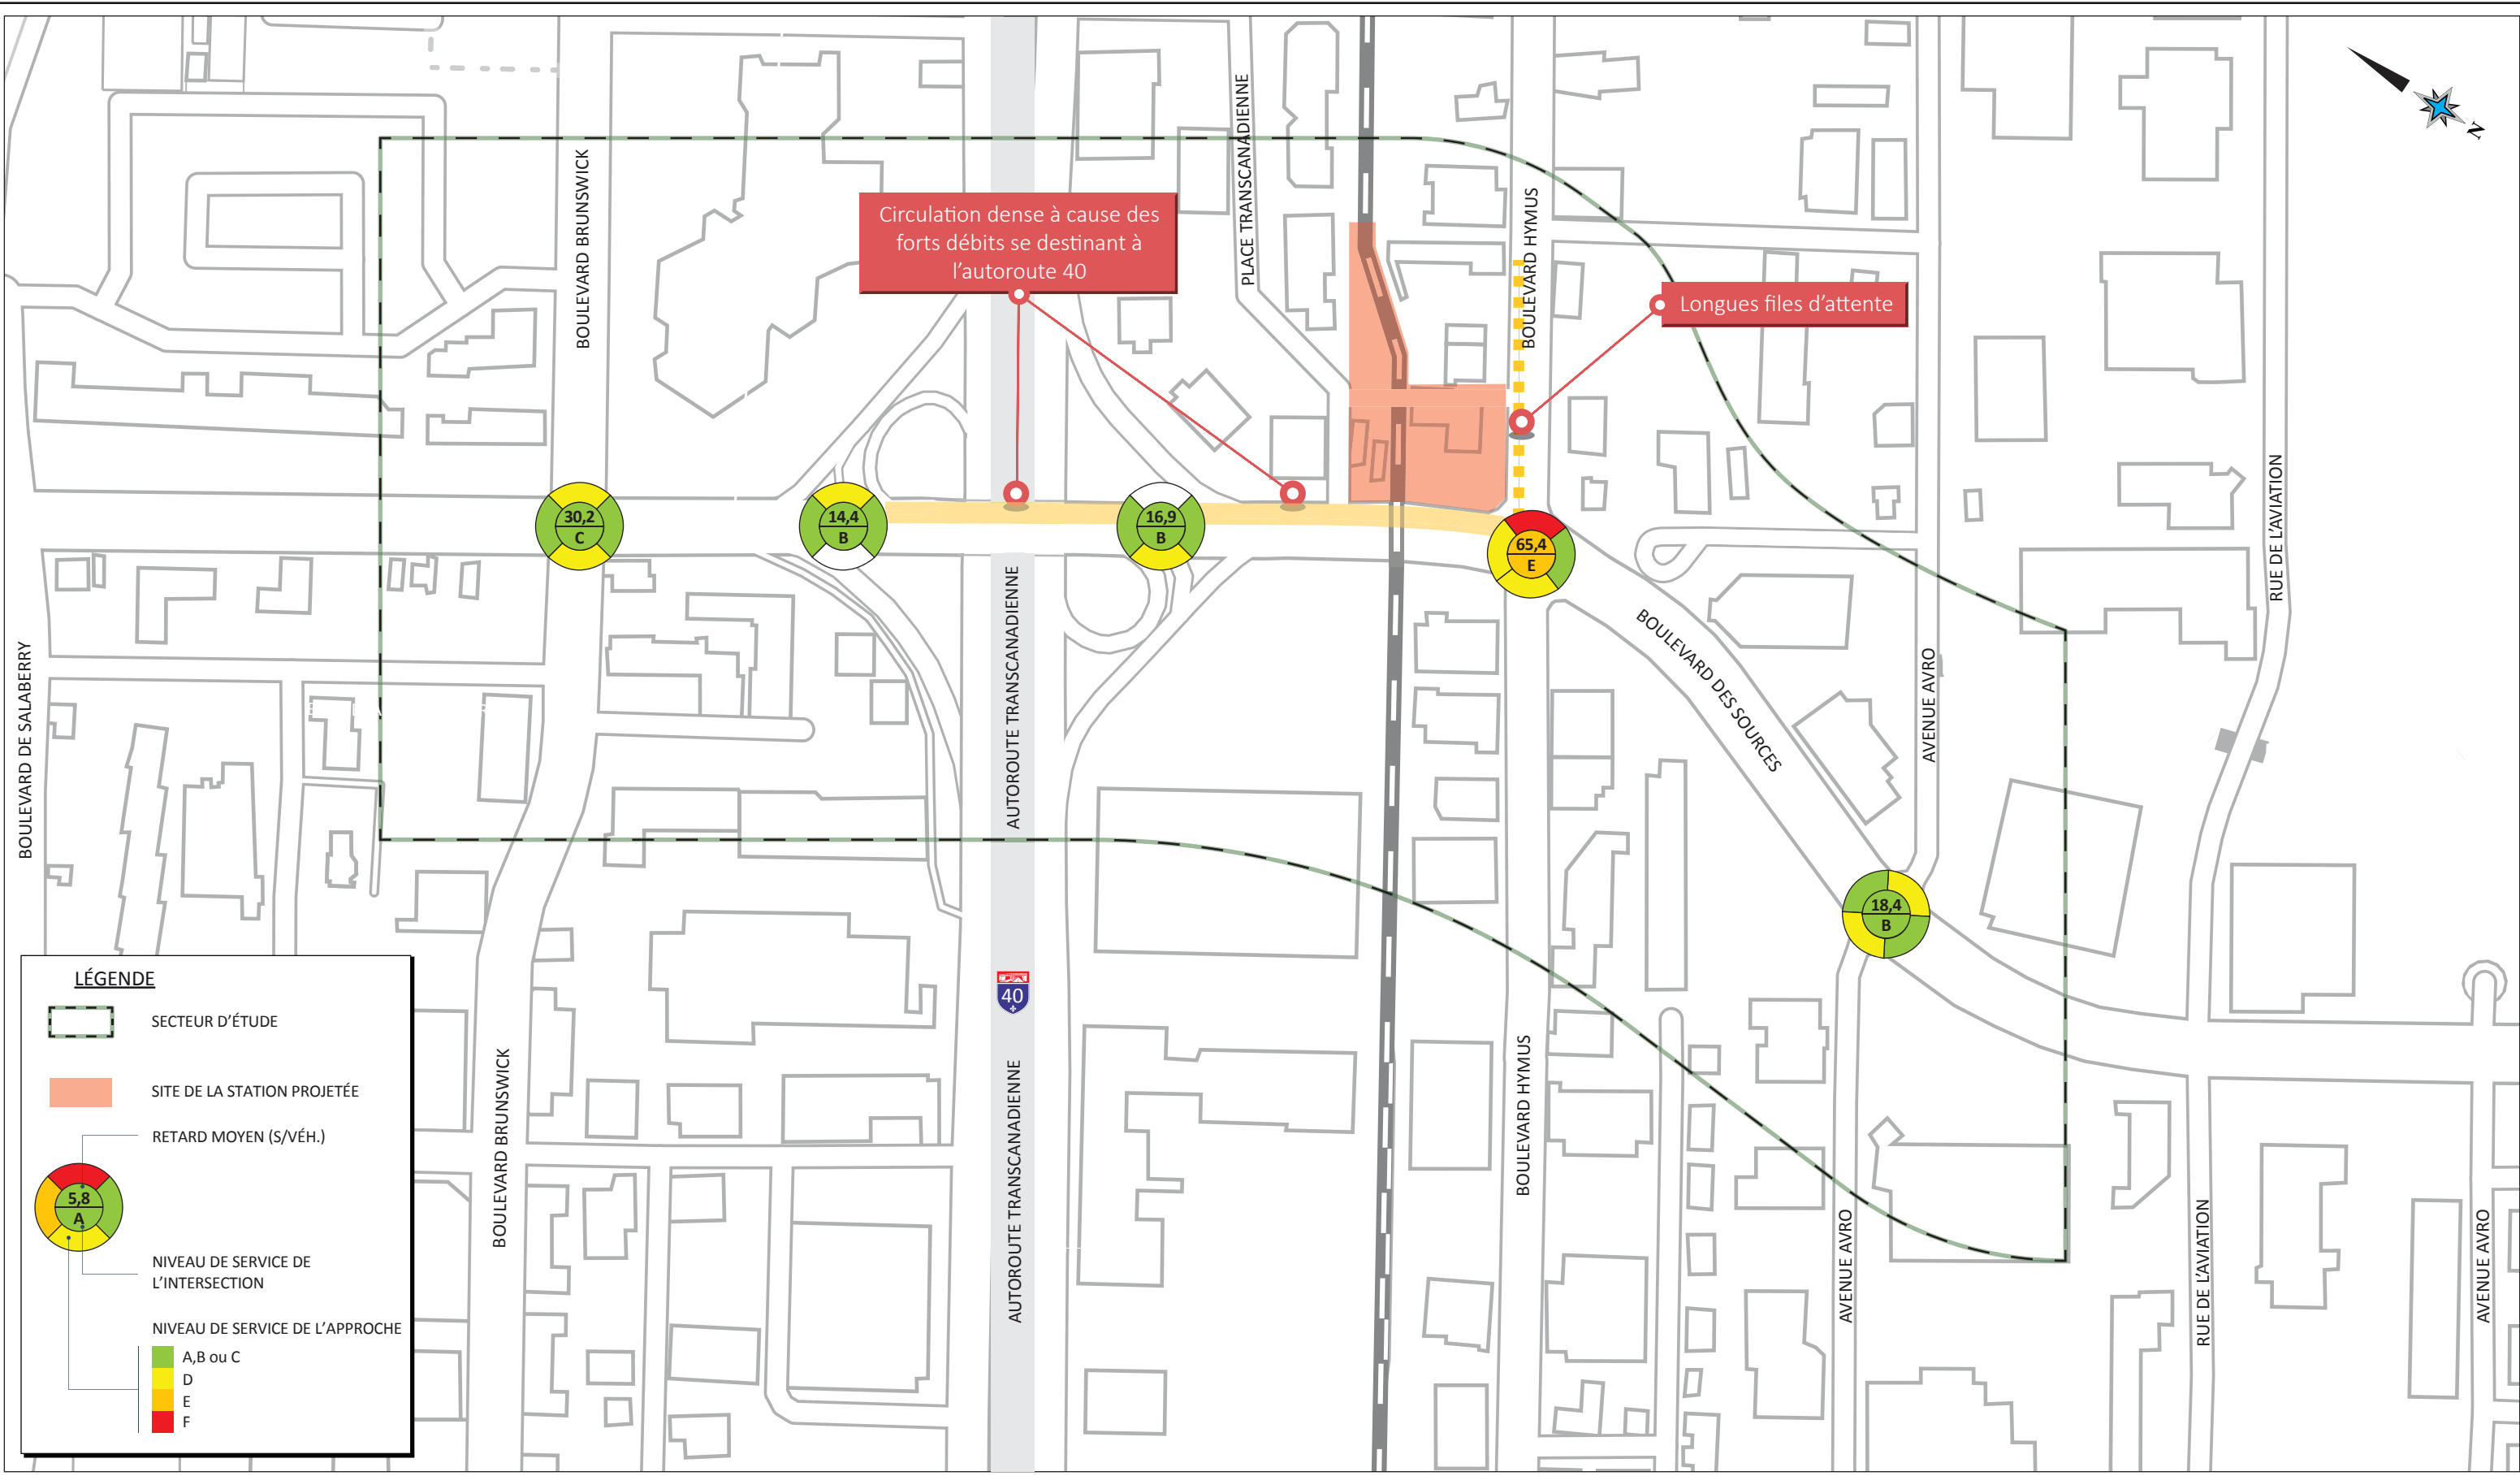 BOULEVARD BRUNSWICK
PLACE TRANSCANADIENNE
BOULEVARD HYMUS
N
Circulation dense à cause des
forts débits se destinant à
l'autoroute 40
Longues files d'attente
30,2
C
14,4
B
16,9
B
65,4
E
18,4
B
RUE DE L'AVIATION
BOULEVARD DE SALABERRY
AUTOROUTE TRANSCANADIENNE
BOULEVARD DES SOURCES
AVENUE AVRO
40
BOULEVARD BRUNSWICK
AUTOROUTE TRANSCANADIENNE
BOULEVARD HYMUS
AVENUE AVRO
RUE DE L'AVIATION
AVENUE AVRO
LÉGENDE
SECTEUR D'ÉTUDE
SITE DE LA STATION PROJETÉE
RETARD MOYEN (S/VÉH.)
5,8
A
NIVEAU DE SERVICE DE
L'INTERSECTION
NIVEAU DE SERVICE DE L'APPROCHE
A,B ou C
D
E
F